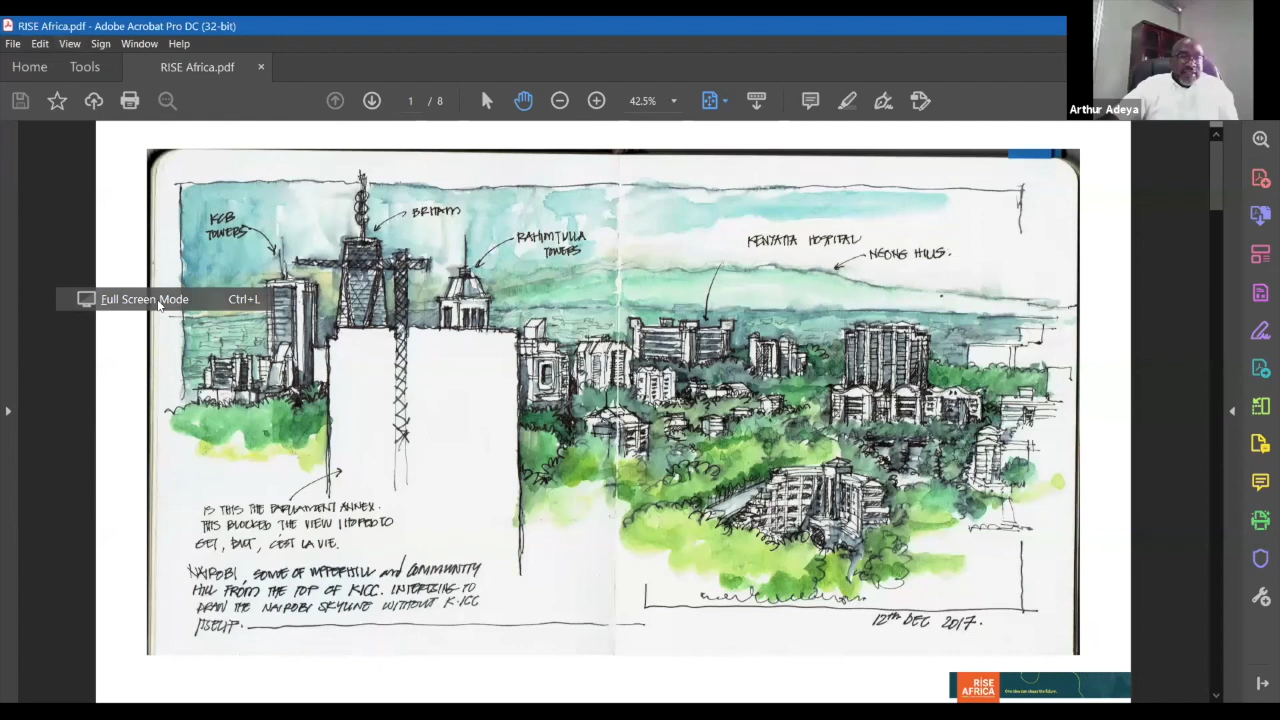 RISE Africa.pdf - Adobe Acrobat Pro DC (32-bit)
File Edit View Sign Window Help
Home Tools RISE Africa.pdf ×
1 / 8 42.5%
Arthur Adeya
KCB
TOWERS
BRITAM
RAHIMTULLA
TOWERS
KENYATTA HOSPITAL
NGONG HILLS.
Full Screen Mode Ctrl+L
IS THIS THE PARLIAMENT ANNEX.
THIS BLOCKED THE VIEW I HOPED TO
GET, BUT, C'EST LA VIE.
NAIROBI, SOME OF UPPERHILL and COMMUNITY
HILL FROM THE TOP OF KICC. INTERESTING TO
DRAW THE NAIROBI SKYLINE WITHOUT K.ICC
ITSELF.
12TH DEC 2017.
RISE
AFRICA